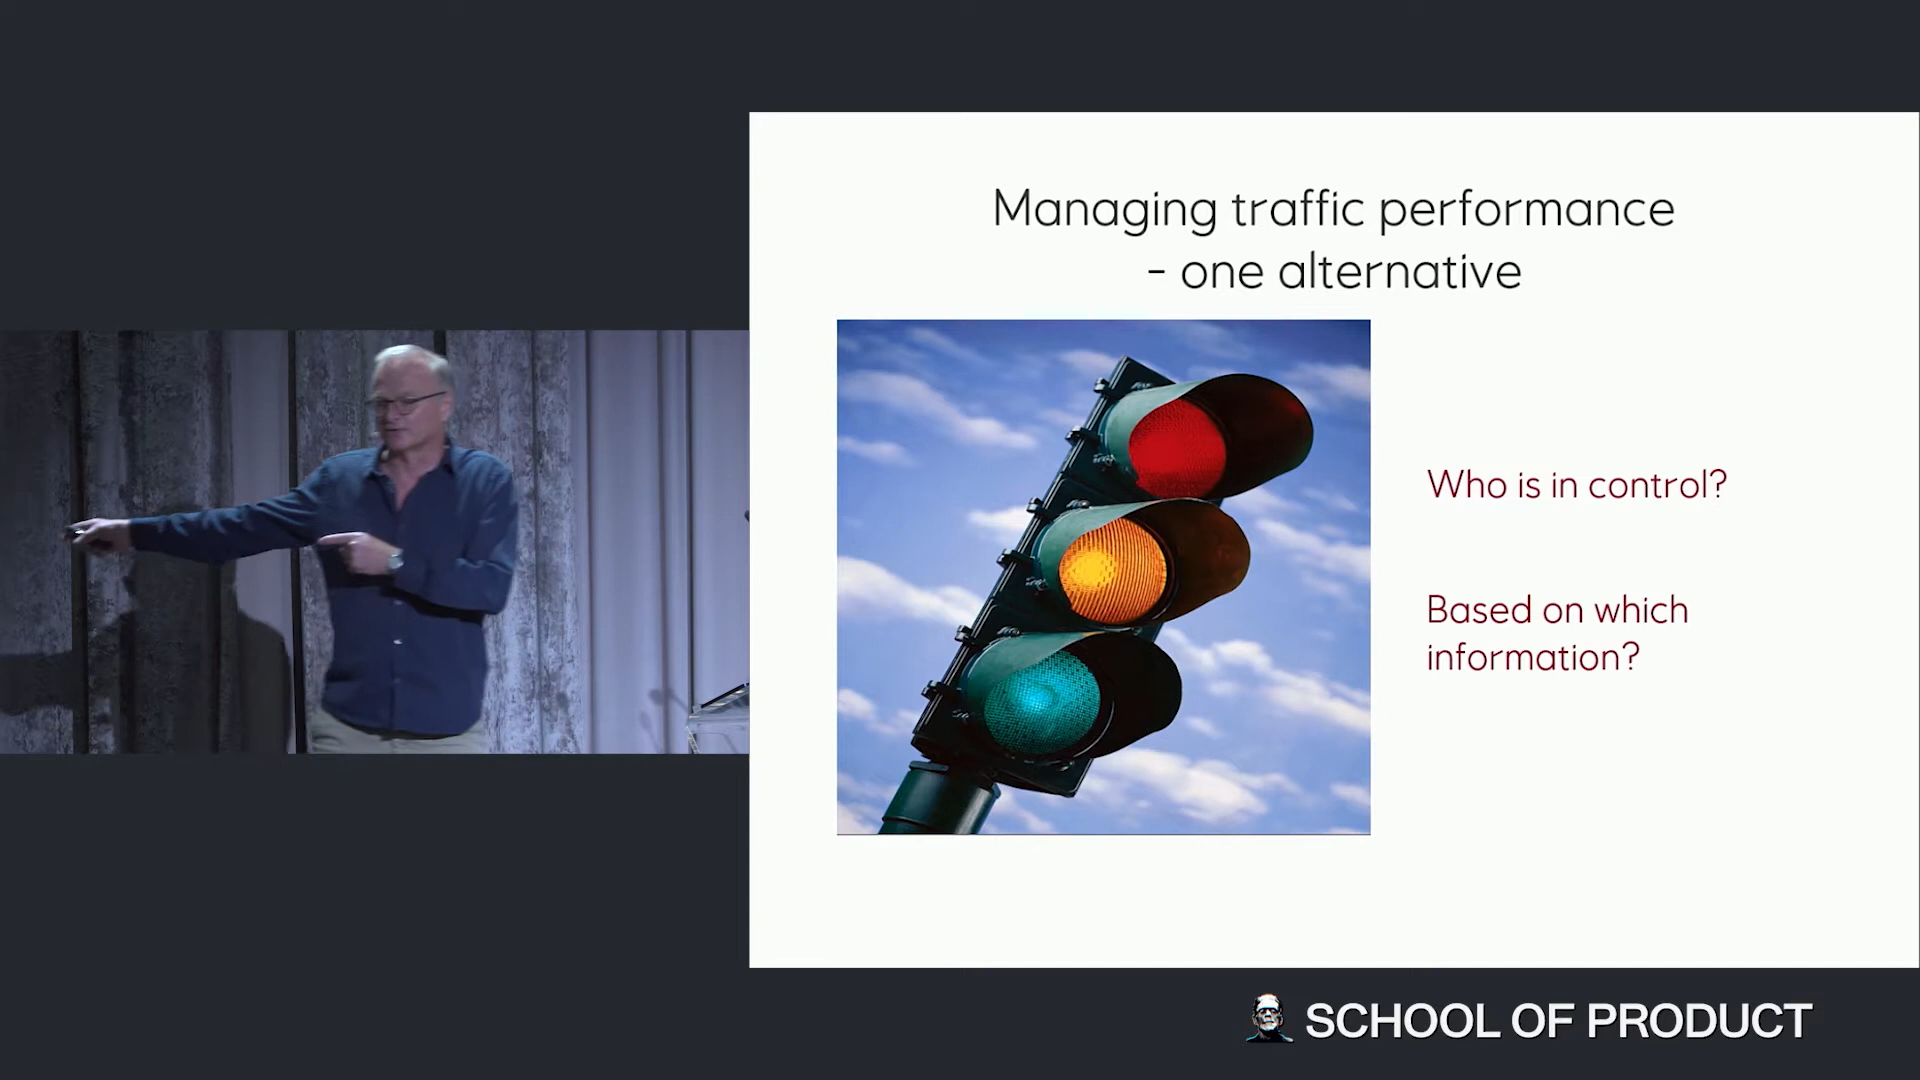 Managing traffic performance
- one alternative
Who is in control?
Based on which
information?
SCHOOL OF PRODUCT